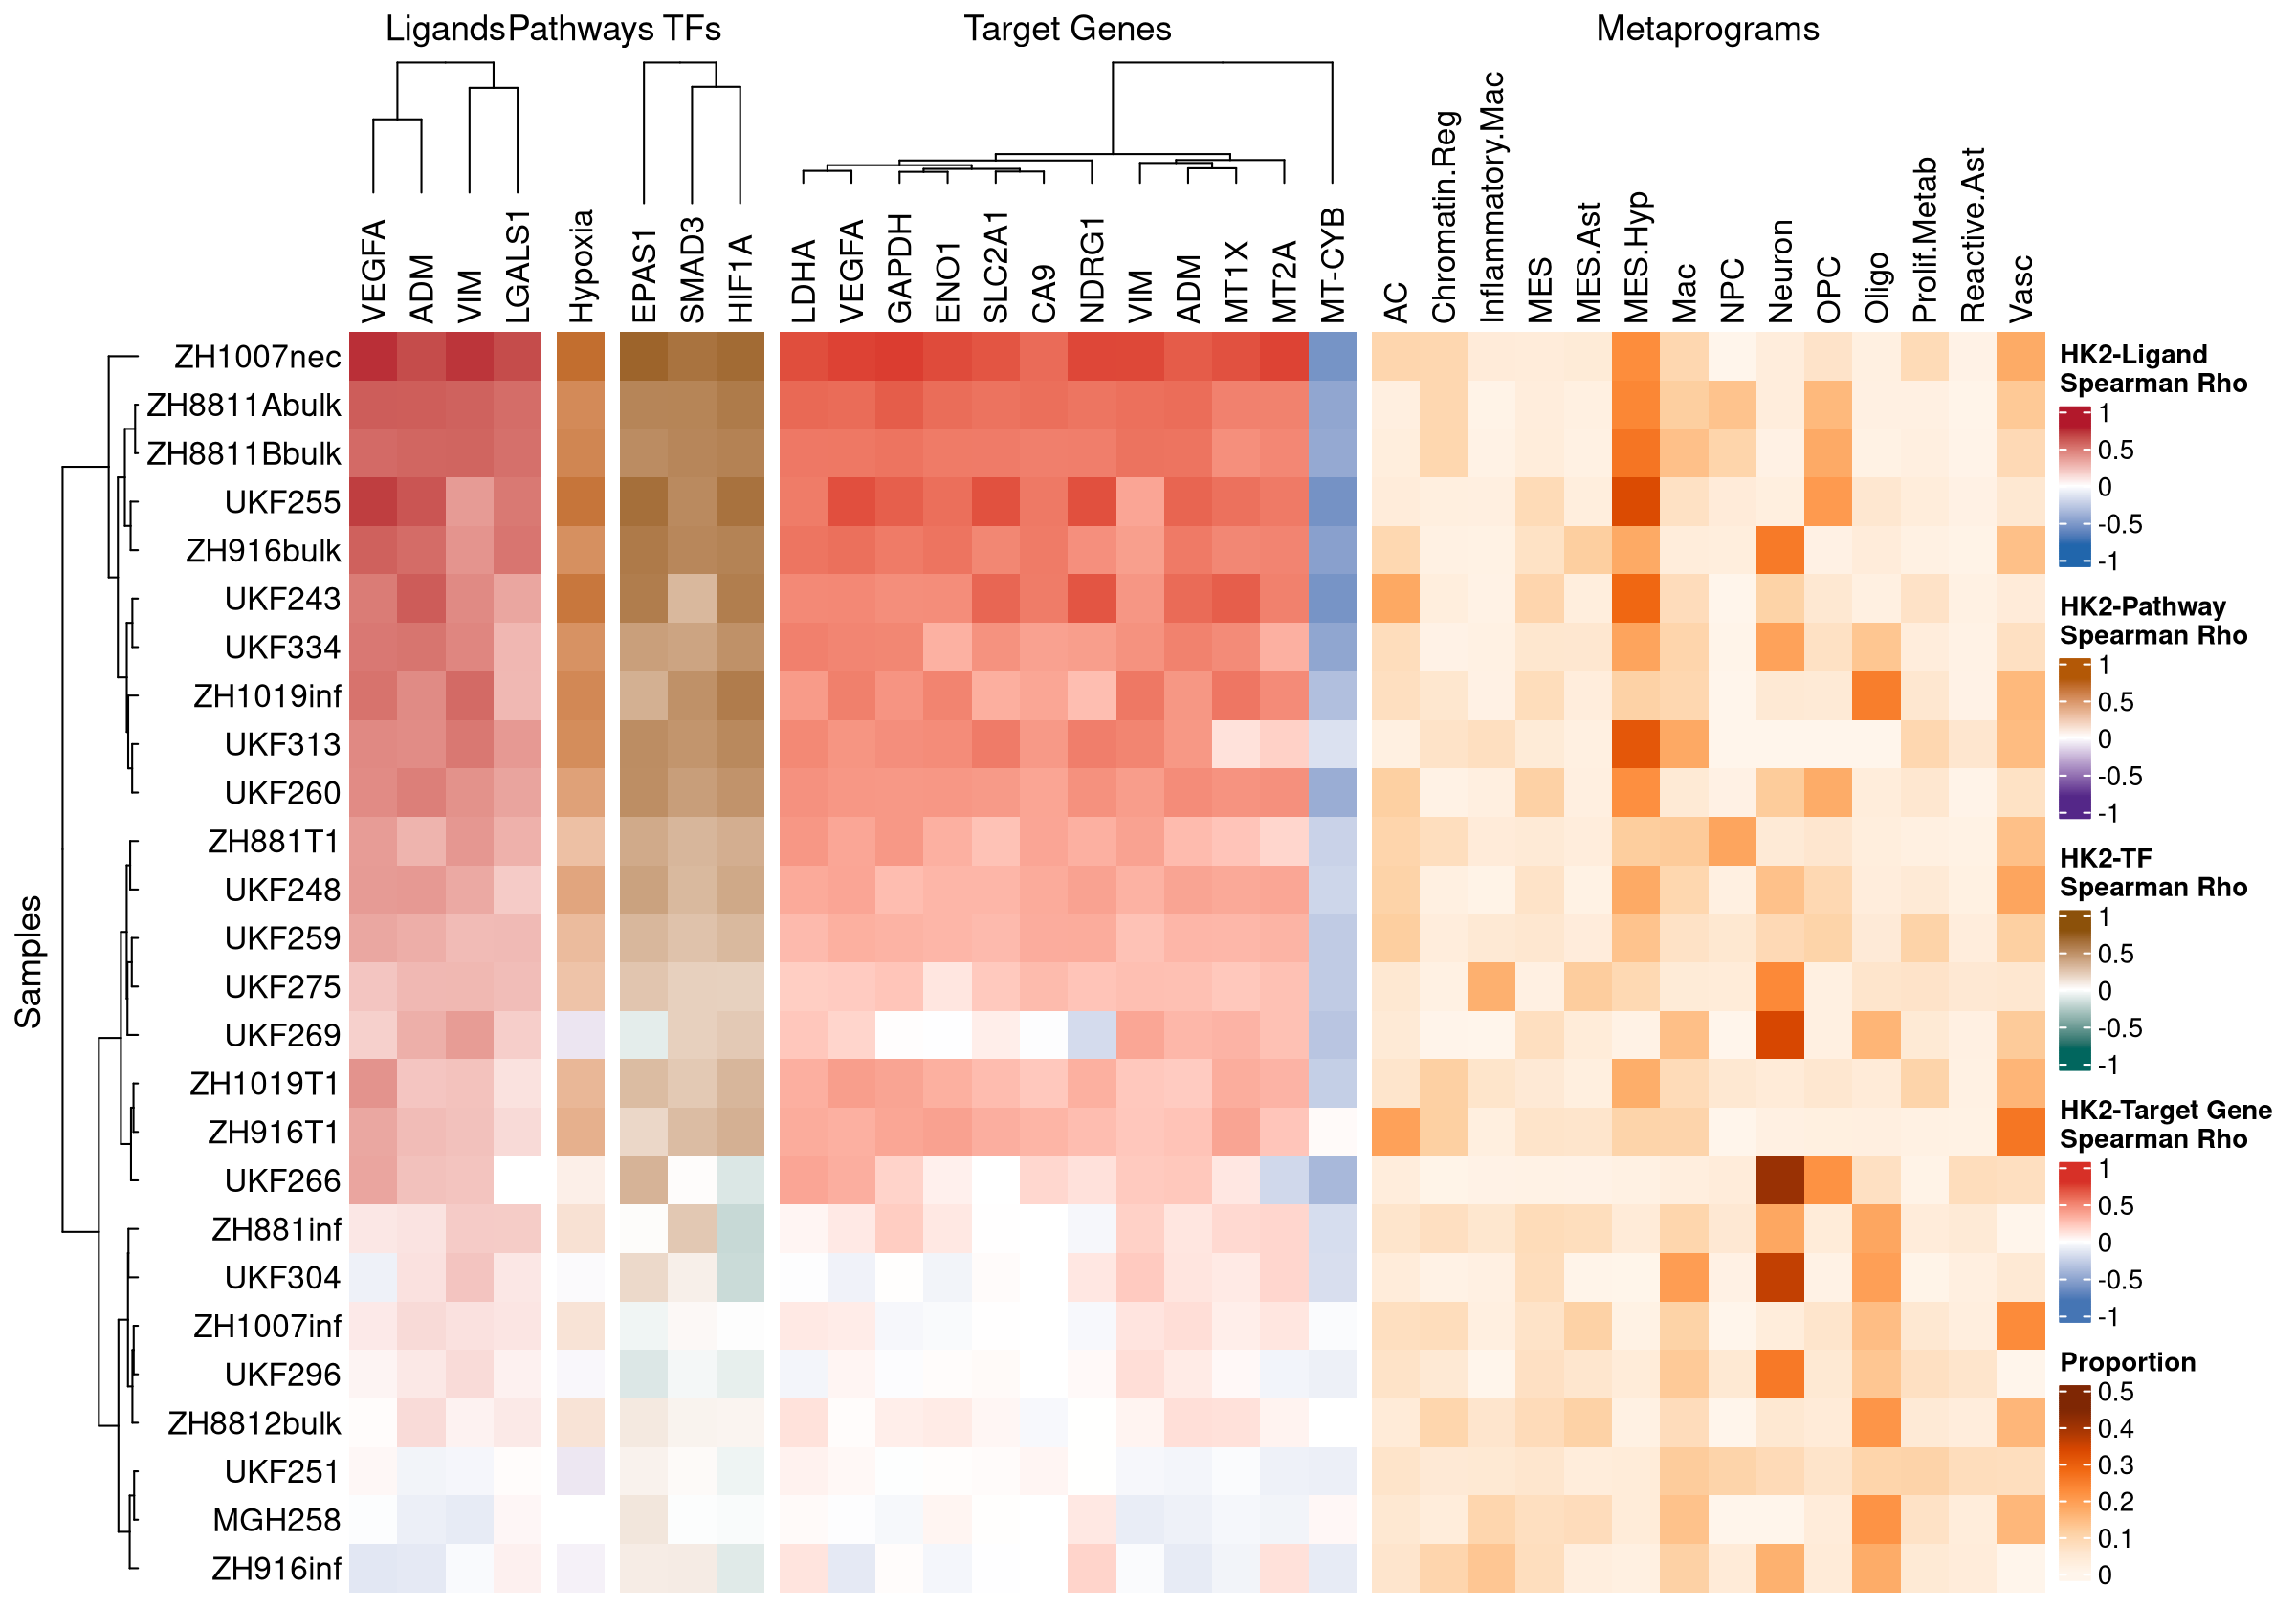 Ligands Pathways TFs Target Genes Metaprograms
VEGFA
ADM
VIM
LGALS1
Hypoxia
EPAS1
SMAD3
HIF1A
LDHA
VEGFA
GAPDH
ENO1
SLC2A1
CA9
NDRG1
VIM
ADM
MT1X
MT2A
MT-CYB
AC
Chromatin.Reg
Inflammatory.Mac
MES
MES.Ast
MES.Hyp
Mac
NPC
Neuron
OPC
Oligo
Prolif.Metab
Reactive.Ast
Vasc
Samples
ZH1007nec
ZH8811Abulk
ZH8811Bbulk
UKF255
ZH916bulk
UKF243
UKF334
ZH1019inf
UKF313
UKF260
ZH881T1
UKF248
UKF259
UKF275
UKF269
ZH1019T1
ZH916T1
UKF266
ZH881inf
UKF304
ZH1007inf
UKF296
ZH8812bulk
UKF251
MGH258
ZH916inf
HK2-Ligand
Spearman Rho
1
0.5
0
-0.5
-1
HK2-Pathway
Spearman Rho
1
0.5
0
-0.5
-1
HK2-TF
Spearman Rho
1
0.5
0
-0.5
-1
HK2-Target Gene
Spearman Rho
1
0.5
0
-0.5
-1
Proportion
0.5
0.4
0.3
0.2
0.1
0